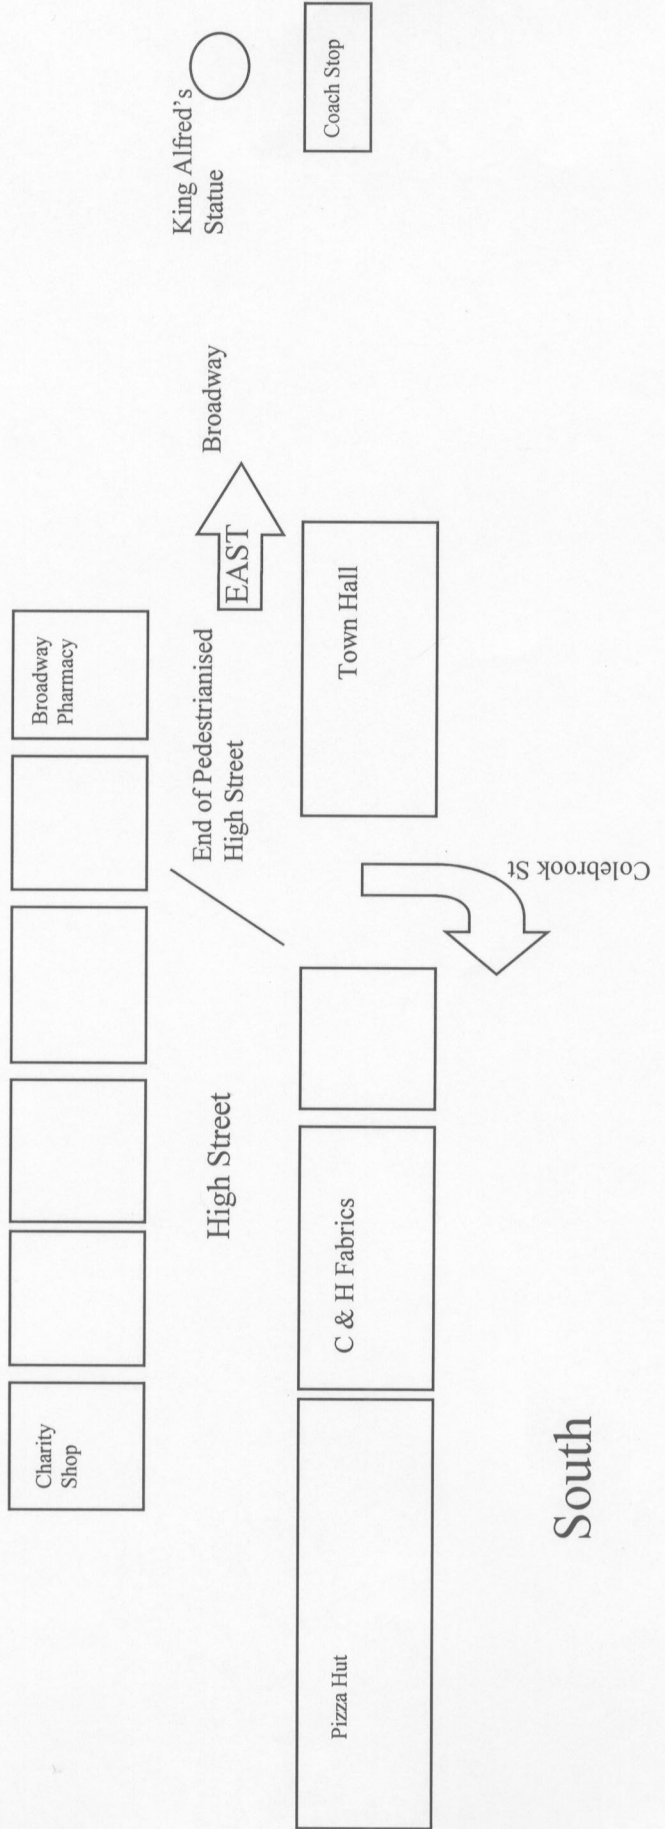 Charity
Shop
Broadway
Pharmacy
King Alfred's
Statue
High Street
End of Pedestrianised
High Street
EAST
Broadway
Pizza Hut
C & H Fabrics
Town Hall
Coach Stop
Colebrook St
South